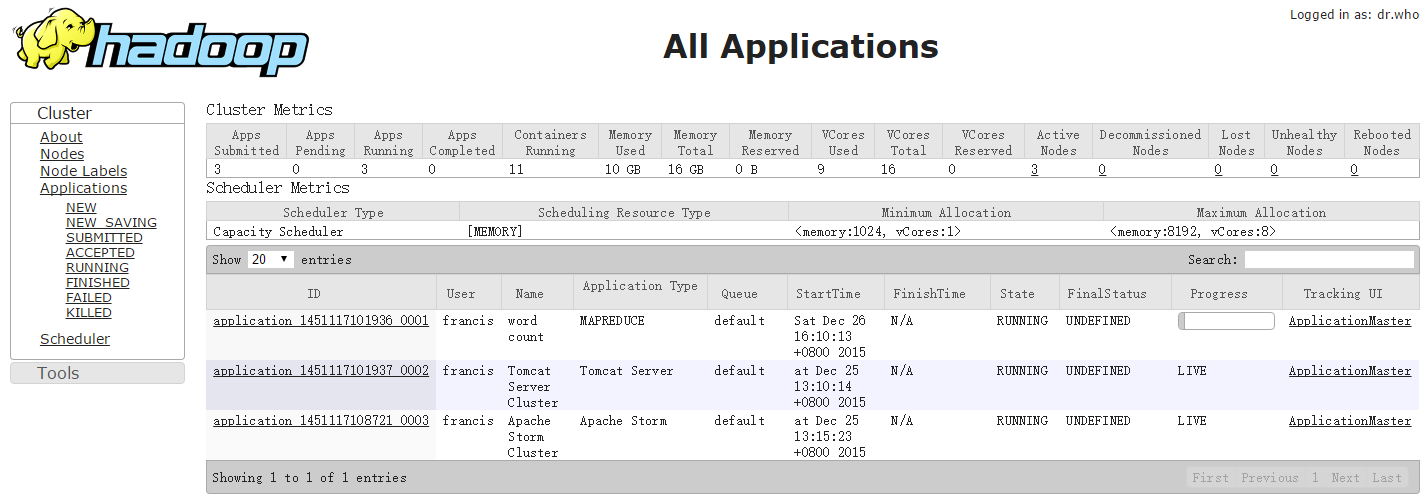 hadoop
Logged in as: dr.who
All Applications
Cluster
About
Nodes
Node Labels
Applications
NEW
NEW_SAVING
SUBMITTED
ACCEPTED
RUNNING
FINISHED
FAILED
KILLED
Scheduler
Tools
Cluster Metrics
Apps Submitted Apps Pending Apps Running Apps Completed Containers Running Memory Used Memory Total Memory Reserved VCores Used VCores Total VCores Reserved Active Nodes Decommissioned Nodes Lost Nodes Unhealthy Nodes Rebooted Nodes
3 0 3 0 11 10 GB 16 GB 0 B 9 16 0 3 0 0 0 0
Scheduler Metrics
Scheduler Type Scheduling Resource Type Minimum Allocation Maximum Allocation
Capacity Scheduler [MEMORY] <memory:1024, vCores:1> <memory:8192, vCores:8>
Show 20 entries Search:
ID User Name Application Type Queue StartTime FinishTime State FinalStatus Progress Tracking UI
application_1451117101936_0001 francis word MAPREDUCE default Sat Dec 26 N/A RUNNING UNDEFINED ApplicationMaster
count 16:10:13
+0800 2015
application_1451117101937_0002 francis Tomcat Tomcat Server default at Dec 25 N/A RUNNING UNDEFINED LIVE ApplicationMaster
Server 13:10:14
Cluster +0800 2015
application_1451117108721_0003 francis Apache Apache Storm default at Dec 25 N/A RUNNING UNDEFINED LIVE ApplicationMaster
Storm 13:15:23
Cluster +0800 2015
Showing 1 to 1 of 1 entries First Previous 1 Next Last